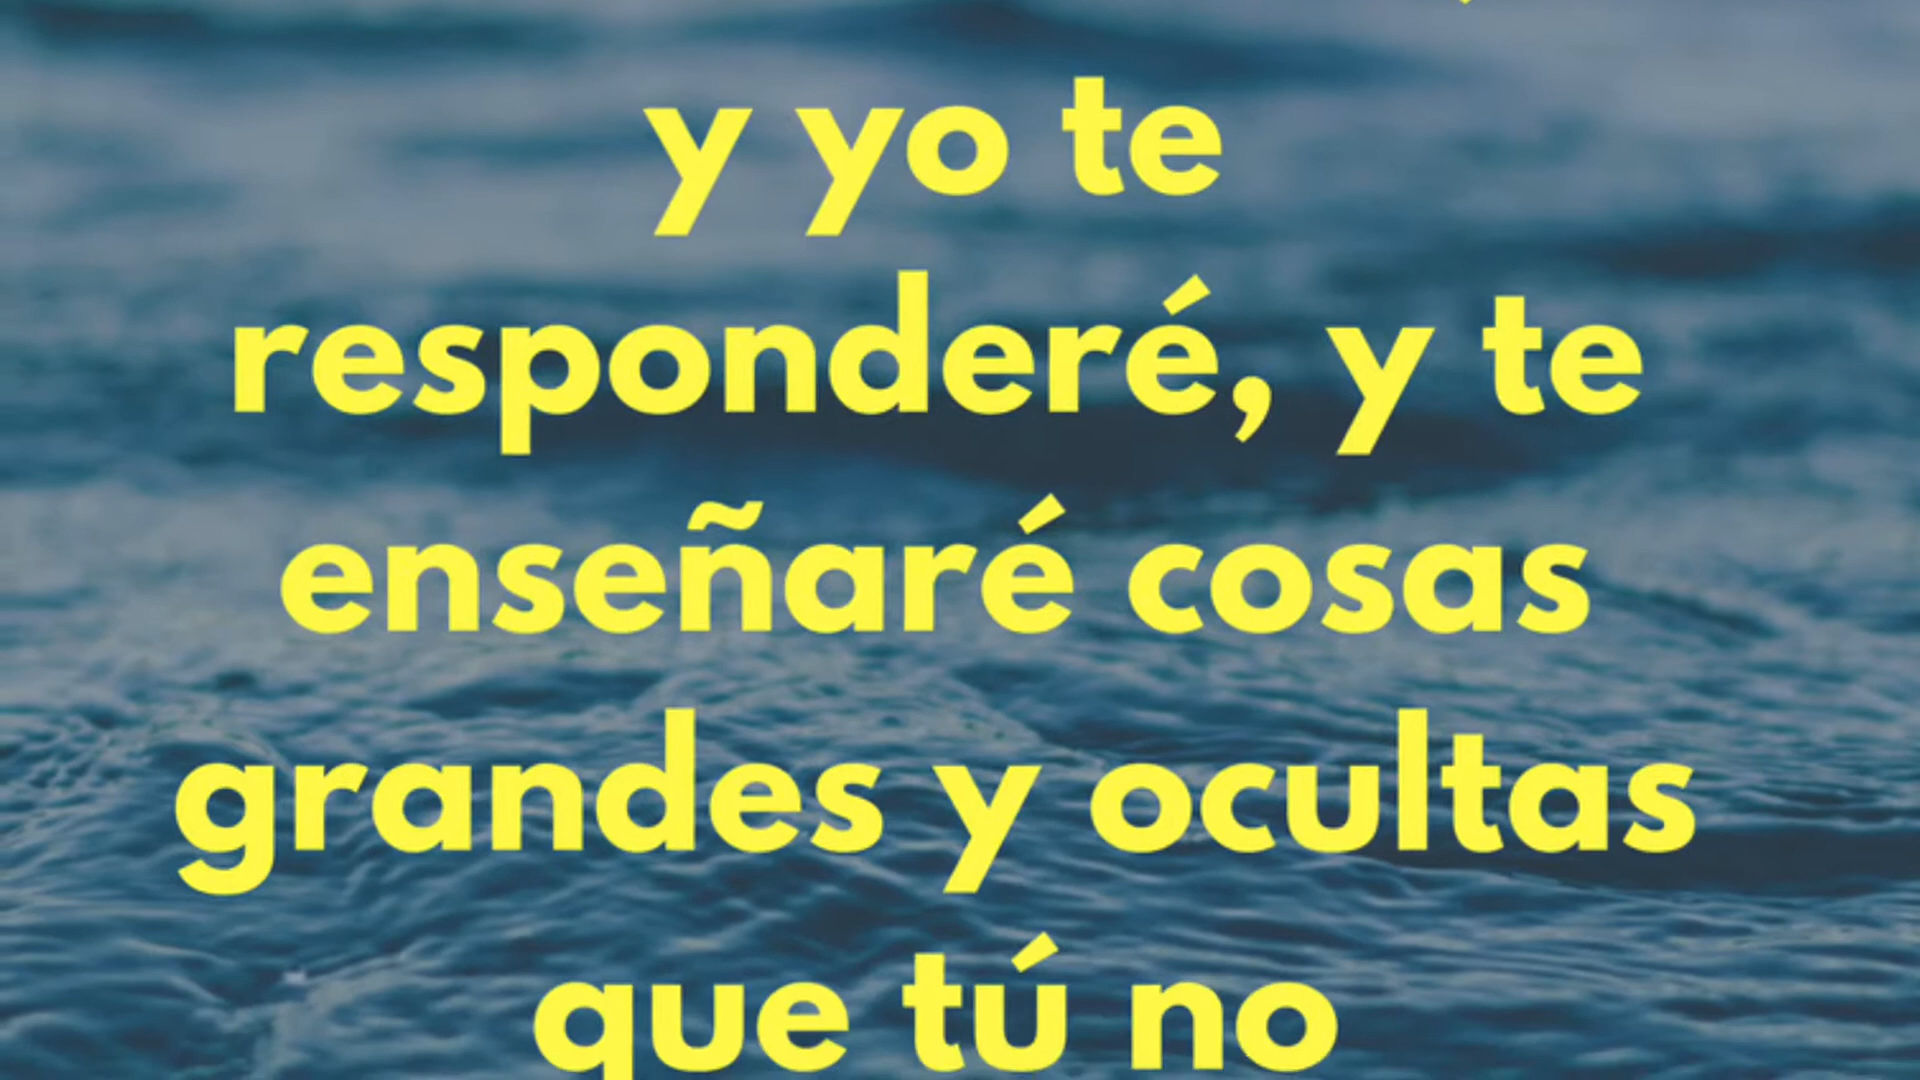 y yo te
responderé, y te
enseñaré cosas
grandes y ocultas
que tú no